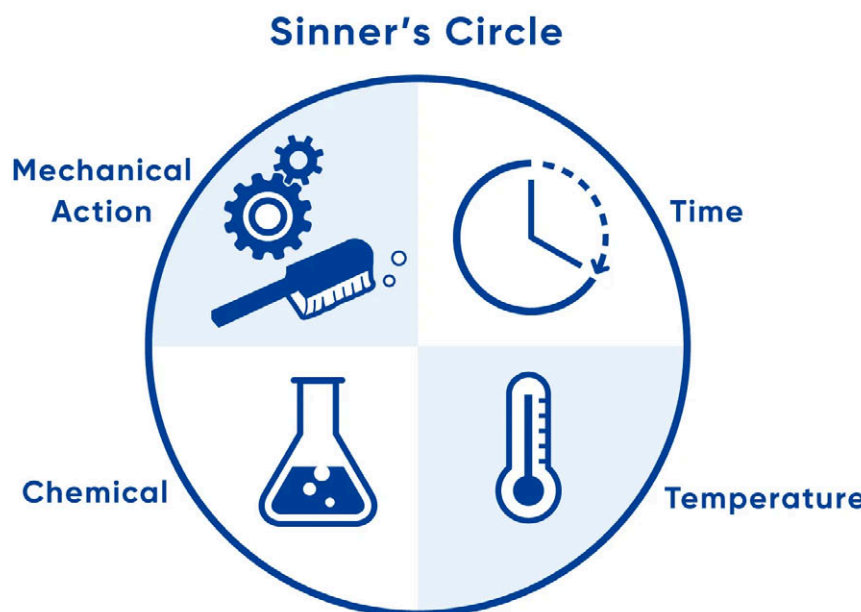 Sinner's Circle
Mechanical
Action
Time
Chemical
Temperature